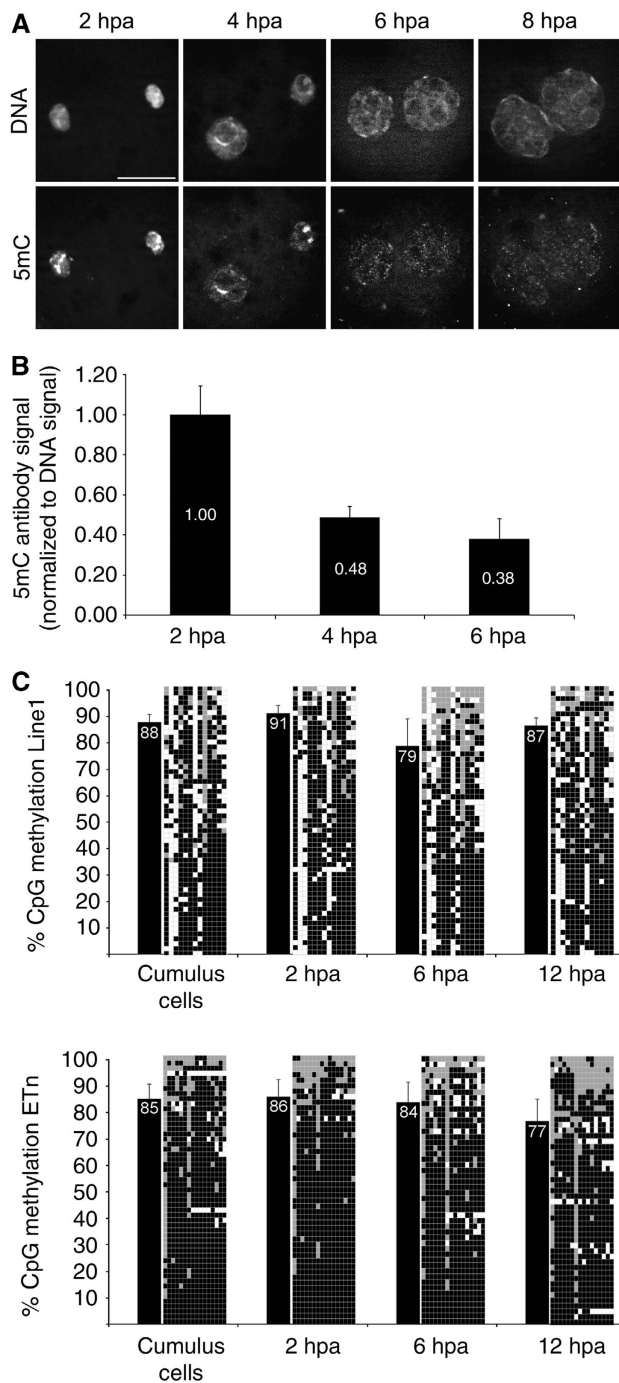 A
2 hpa 4 hpa 6 hpa 8 hpa
DNA
5mC
B
5mC antibody signal
(normalized to DNA signal)
1.20
1.00
0.80
0.60
0.40
0.20
0.00
1.00
0.48
0.38
2 hpa 4 hpa 6 hpa
C
% CpG methylation Line1
100
90
80
70
60
50
40
30
20
10
88 91 79 87
Cumulus
cells
2 hpa 6 hpa 12 hpa
% CpG methylation ETn
100
90
80
70
60
50
40
30
20
10
85 86 84 77
Cumulus
cells
2 hpa 6 hpa 12 hpa